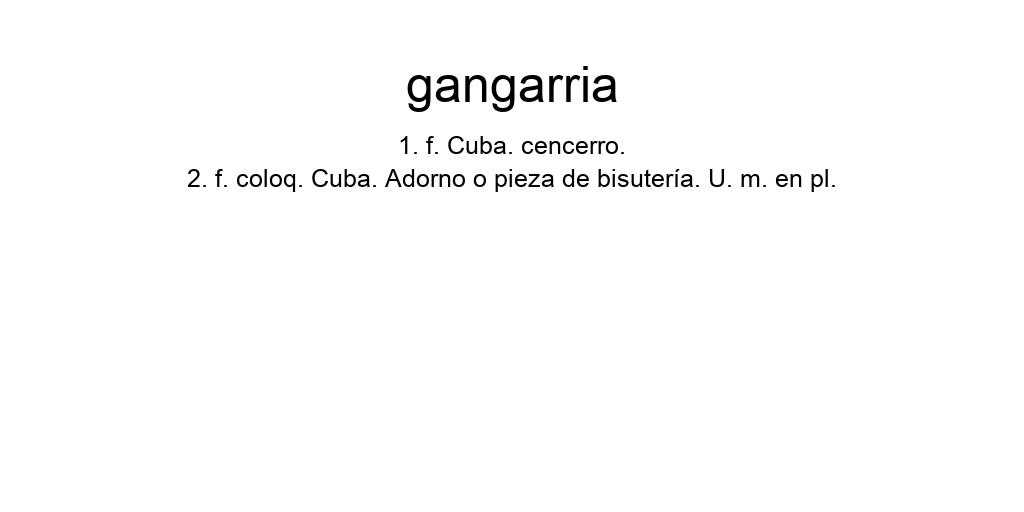 gangarria
1. f. Cuba. cencerro.
2. f. coloq. Cuba. Adorno o pieza de bisutería. U. m. en pl.